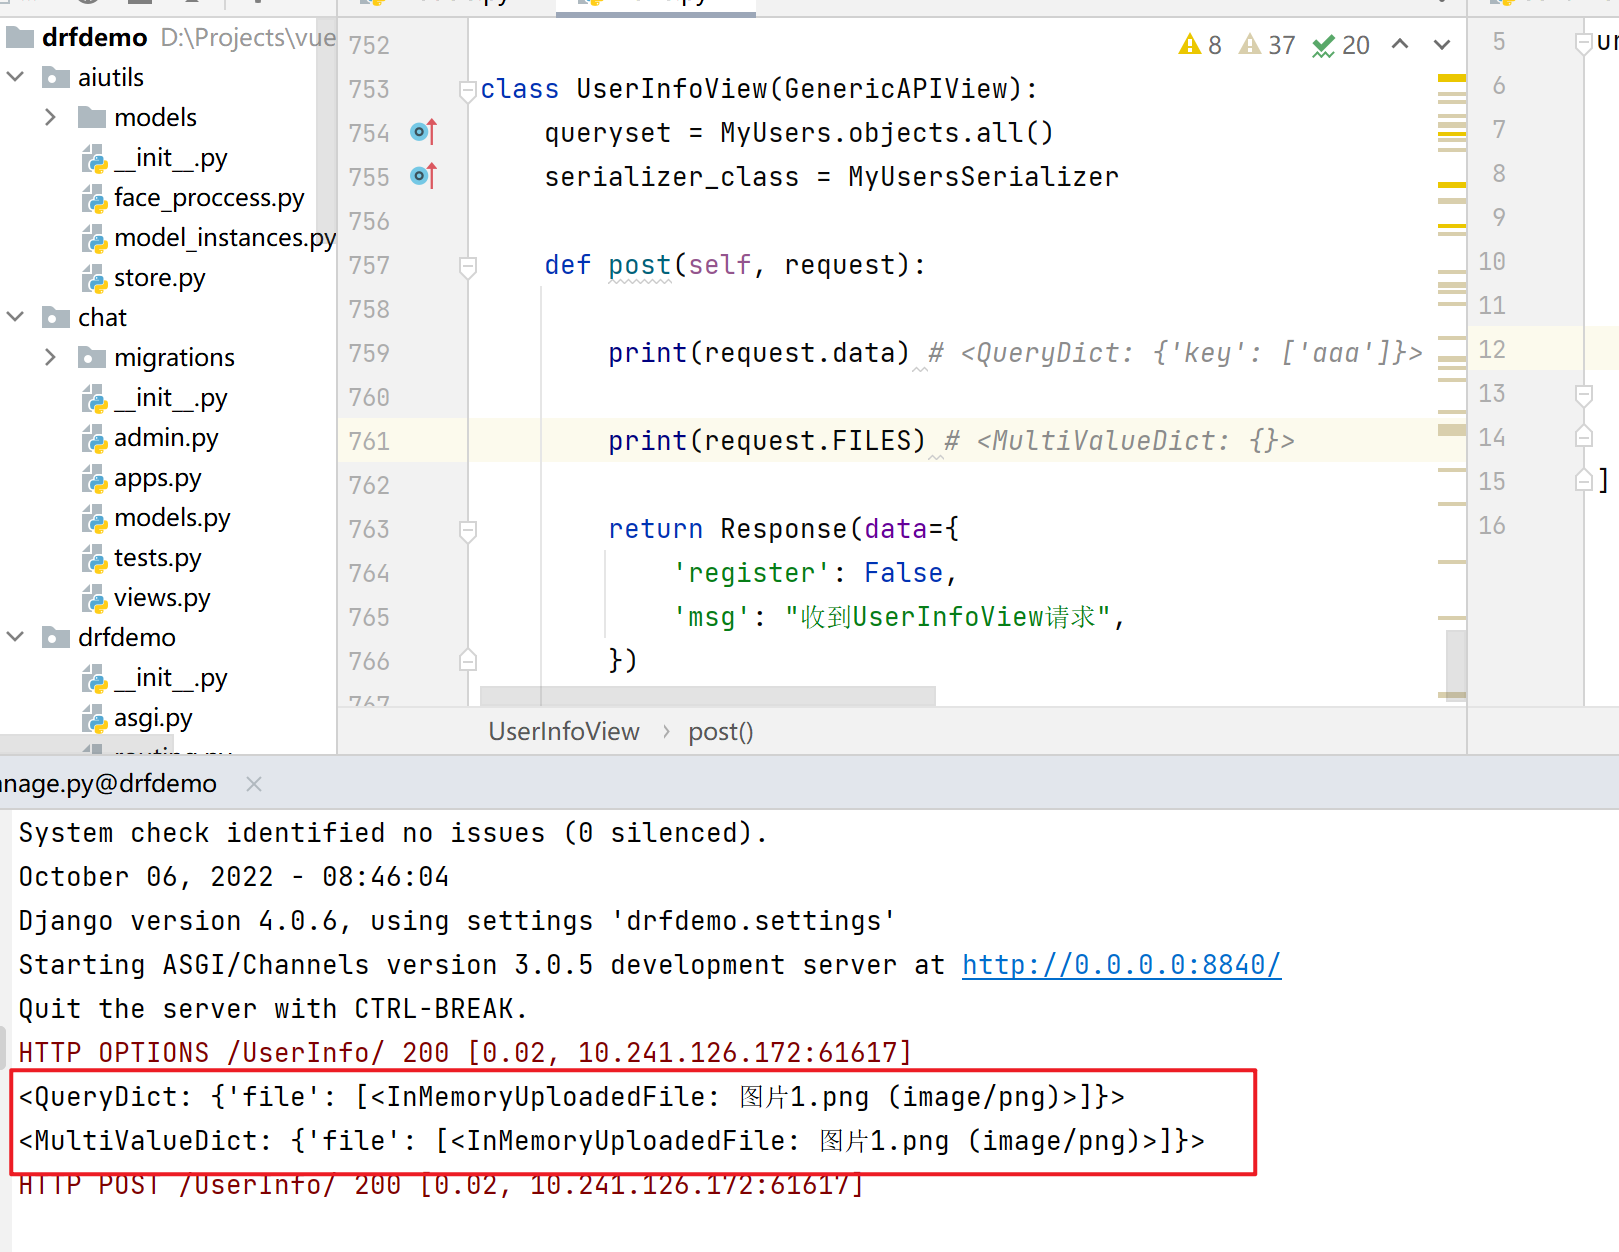 drfdemo D:\Projects\vue
aiutils
models
__init__.py
face_proccess.py
model_instances.py
store.py
chat
migrations
__init__.py
admin.py
apps.py
models.py
tests.py
views.py
drfdemo
__init__.py
asgi.py
routing.py
8 37 20
752
753 class UserInfoView(GenericAPIView):
754 queryset = MyUsers.objects.all()
755 serializer_class = MyUsersSerializer
756
757 def post(self, request):
758
759 print(request.data) # <QueryDict: {'key': ['aaa']}>
760
761 print(request.FILES) # <MultiValueDict: {}>
762
763 return Response(data={
764 'register': False,
765 'msg': "收到UserInfoView请求",
766 })
767
UserInfoView › post()
5 ur
6
7
8
9
10
11
12
13
14
15 ]
16
anage.py@drfdemo ×
System check identified no issues (0 silenced).
October 06, 2022 - 08:46:04
Django version 4.0.6, using settings 'drfdemo.settings'
Starting ASGI/Channels version 3.0.5 development server at http://0.0.0.0:8840/
Quit the server with CTRL-BREAK.
HTTP OPTIONS /UserInfo/ 200 [0.02, 10.241.126.172:61617]
<QueryDict: {'file': [<InMemoryUploadedFile: 图片1.png (image/png)>]}>
<MultiValueDict: {'file': [<InMemoryUploadedFile: 图片1.png (image/png)>]}>
HTTP POST /UserInfo/ 200 [0.02, 10.241.126.172:61617]